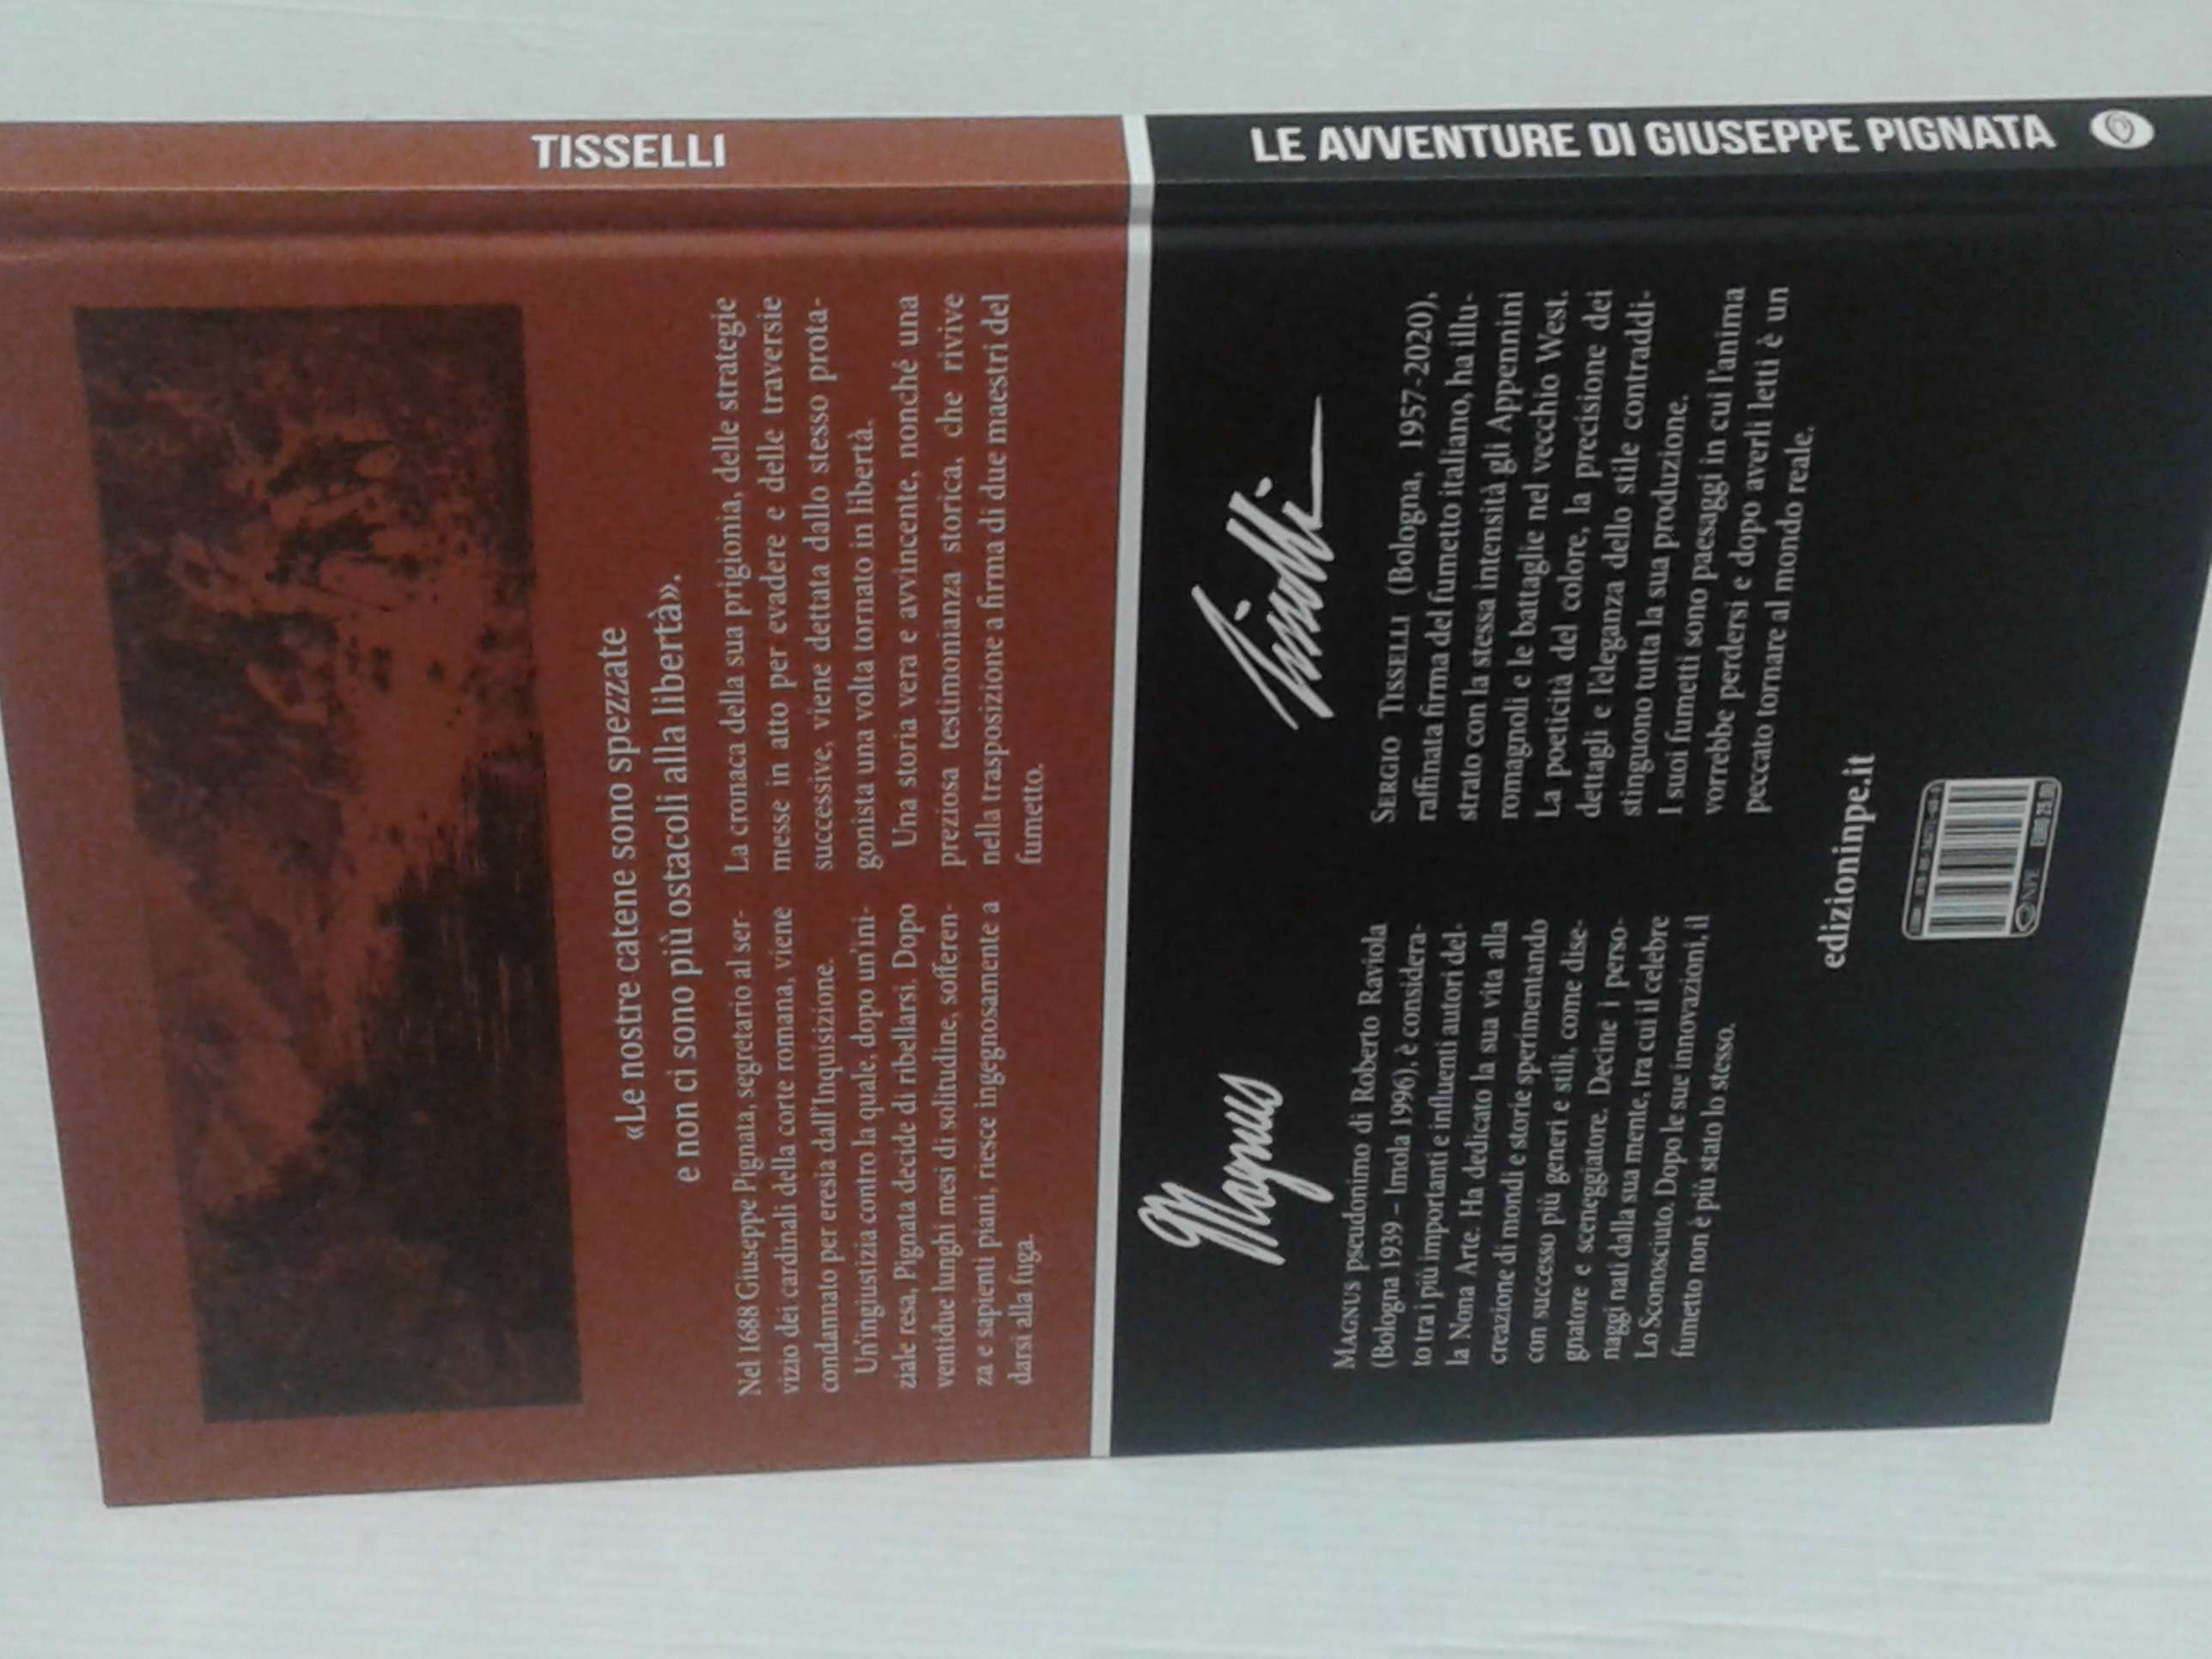 TISSELLI
LE AVVENTURE DI GIUSEPPE PIGNATA
«Le nostre catene sono spezzate
e non ci sono più ostacoli alla libertà».
Nel 1688 Giuseppe Pignata, segretario al ser-
vizio dei cardinali della corte romana, viene
condannato per eresia dall'Inquisizione.
Un'ingiustizia contro la quale, dopo un'ini-
ziale resa, Pignata decide di ribellarsi. Dopo
ventidue lunghi mesi di solitudine, sofferen-
za e sapienti piani, riesce ingegnosamente a
darsi alla fuga.
La cronaca della sua prigionia, delle strategie
messe in atto per evadere e delle traversie
successive, viene dettata dallo stesso prota-
gonista una volta tornato in libertà.
Una storia vera e avvincente, nonché una
preziosa testimonianza storica, che rivive
nella trasposizione a firma di due maestri del
fumetto.
Magnus
MAGNUS pseudonimo di Roberto Raviola
(Bologna 1939 – Imola 1996), è considera-
to tra i più importanti e influenti autori del-
la Nona Arte. Ha dedicato la sua vita alla
creazione di mondi e storie sperimentando
con successo più generi e stili, come dise-
gnatore e sceneggiatore. Decine i perso-
naggi nati dalla sua mente, tra cui il celebre
Lo Sconosciuto. Dopo le sue innovazioni, il
fumetto non è più stato lo stesso.
Tisselli
SERGIO TISSELLI (Bologna, 1957-2020),
raffinata firma del fumetto italiano, ha illu-
strato con la stessa intensità gli Appennini
romagnoli e le battaglie nel vecchio West.
La poeticità del colore, la precisione dei
dettagli e l'eleganza dello stile contraddi-
stinguono tutta la sua produzione.
I suoi fumetti sono paesaggi in cui l'anima
vorrebbe perdersi e dopo averli letti è un
peccato tornare al mondo reale.
edizioninpe.it
NPE
EURO 25,00